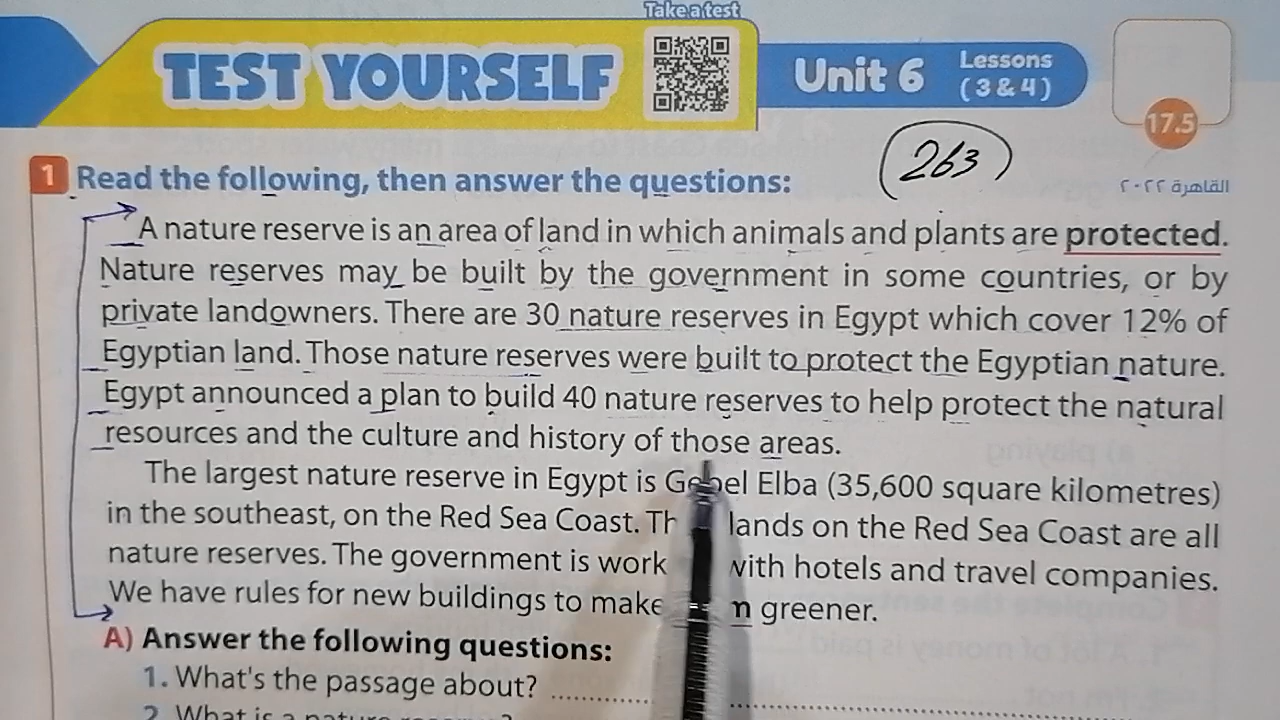 Take a test
TEST YOURSELF
Unit 6 Lessons
(3 & 4)
17.5
263
القاهرة ٢٠٢٢
1 Read the following, then answer the questions:
A nature reserve is an area of land in which animals and plants are protected.
Nature reserves may be built by the government in some countries, or by
private landowners. There are 30 nature reserves in Egypt which cover 12% of
Egyptian land. Those nature reserves were built to protect the Egyptian nature.
Egypt announced a plan to build 40 nature reserves to help protect the natural
resources and the culture and history of those areas.
The largest nature reserve in Egypt is Gebel Elba (35,600 square kilometres)
in the southeast, on the Red Sea Coast. lands on the Red Sea Coast are all
nature reserves. The government is work with hotels and travel companies.
We have rules for new buildings to make greener.
A) Answer the following questions:
1. What's the passage about?
2. What is a nature